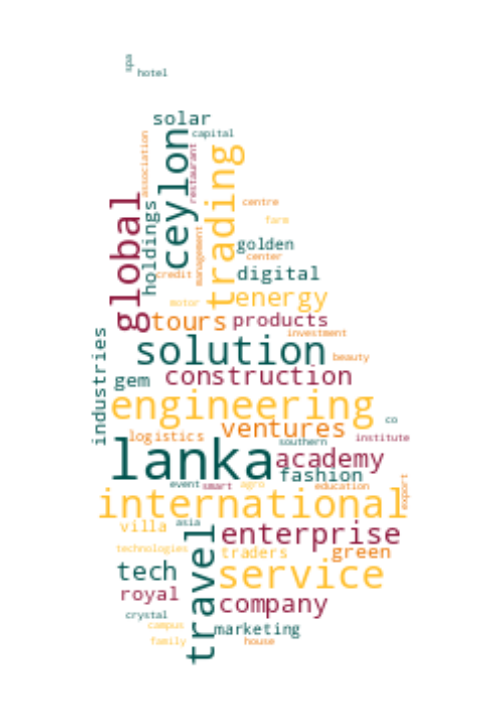 spa
hotel
solar
capital
association
ceylon
restaurant
trading
global
holdings
centre
farm
management
golden
center
credit
digital
motor
energy
tours
products
investment
industries
solution
beauty
gem
construction
engineering
co
logistics
ventures
southern
institute
lanka
academy
fashion
event
smart
agro
education
export
international
villa
asia
travel
enterprise
technologies
traders
green
tech
service
royal
company
crystal
campus
marketing
family
house